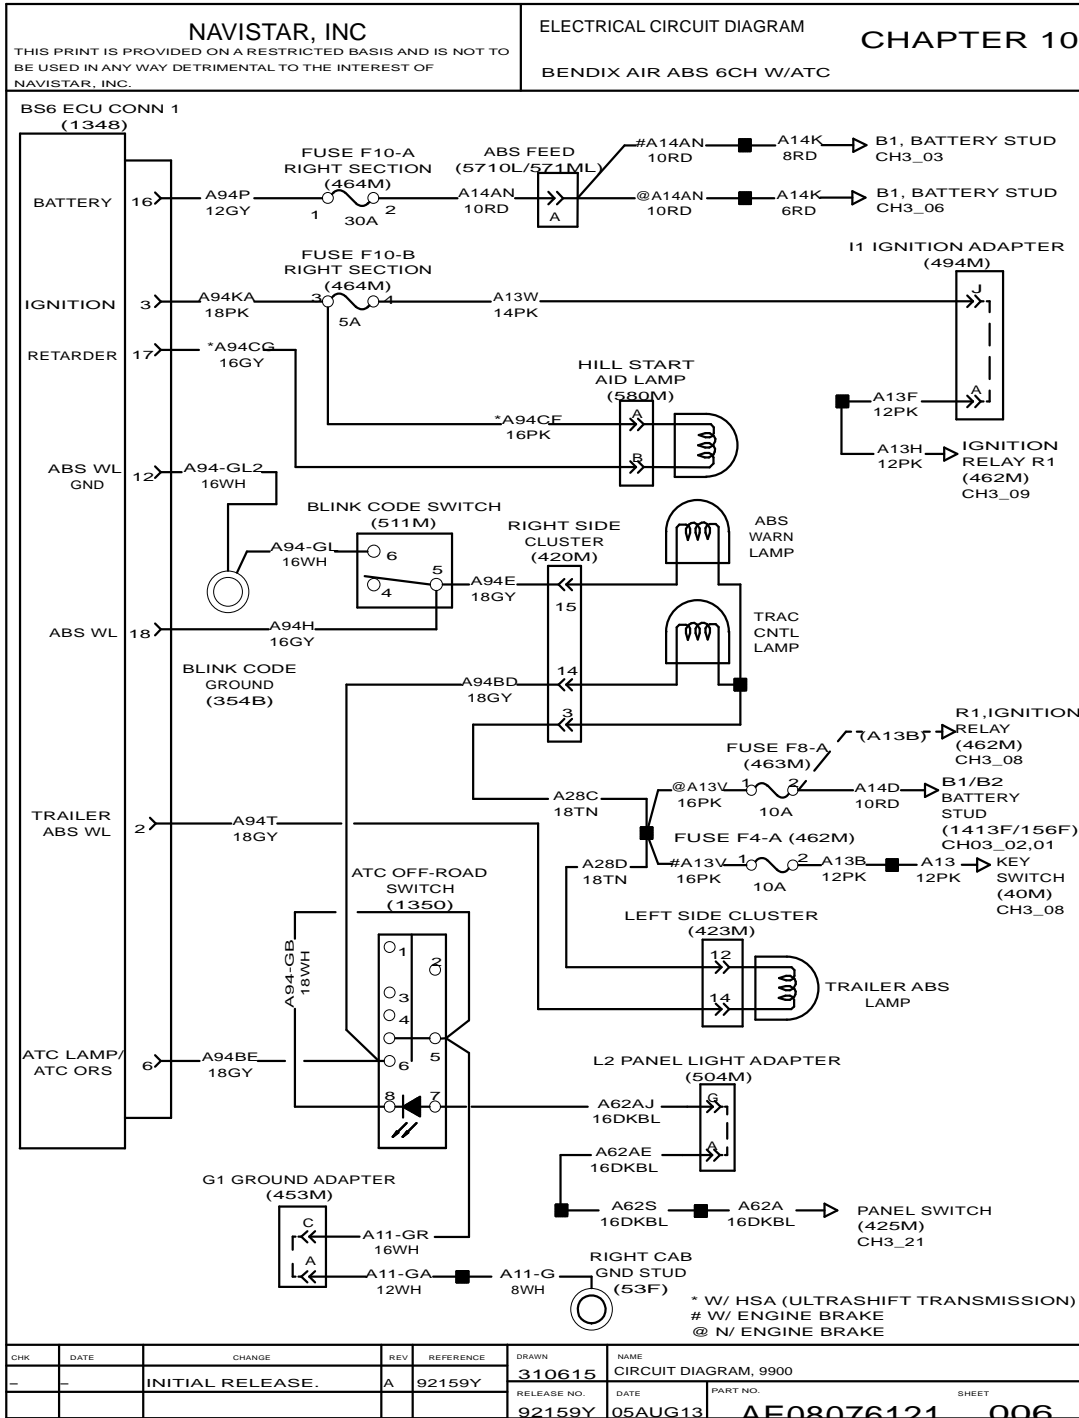 NAVISTAR, INC
THIS PRINT IS PROVIDED ON A RESTRICTED BASIS AND IS NOT TO
BE USED IN ANY WAY DETRIMENTAL TO THE INTEREST OF
NAVISTAR, INC.
ELECTRICAL CIRCUIT DIAGRAM
CHAPTER 10
BENDIX AIR ABS 6CH W/ATC
BS6 ECU CONN 1
(1348)
BATTERY
16
A94P
12GY
FUSE F10-A
RIGHT SECTION
(464M)
1
2
30A
A14AN
10RD
ABS FEED
(5710L/571ML)
A
#A14AN
10RD
A14K
8RD
B1, BATTERY STUD
CH3_03
@A14AN
10RD
A14K
6RD
B1, BATTERY STUD
CH3_06
FUSE F10-B
RIGHT SECTION
(464M)
IGNITION
3
A94KA
18PK
3
4
5A
A13W
14PK
I1 IGNITION ADAPTER
(494M)
J
A
A13F
12PK
A13H
12PK
IGNITION
RELAY R1
(462M)
CH3_09
RETARDER
17
*A94CG
16GY
HILL START
AID LAMP
(580M)
A
B
*A94CF
16PK
ABS WL
GND
12
A94-GL2
16WH
BLINK CODE SWITCH
(511M)
A94-GL
16WH
6
5
4
A94E
18GY
RIGHT SIDE
CLUSTER
(420M)
15
14
3
ABS
WARN
LAMP
TRAC
CNTL
LAMP
ABS WL
18
A94H
16GY
BLINK CODE
GROUND
(354B)
A94BD
18GY
R1,IGNITION
RELAY
(462M)
CH3_08
(A13B)
FUSE F8-A
(463M)
@A13V
16PK
1
2
10A
A14D
10RD
B1/B2
BATTERY
STUD
(1413F/156F)
CH03_02,01
A28C
18TN
FUSE F4-A (462M)
#A13V
16PK
1
2
10A
A13B
12PK
A13
12PK
KEY
SWITCH
(40M)
CH3_08
TRAILER
ABS WL
2
A94T
18GY
A28D
18TN
ATC OFF-ROAD
SWITCH
(1350)
A94-GB
18WH
1
2
3
4
5
6
8
7
LEFT SIDE CLUSTER
(423M)
12
14
TRAILER ABS
LAMP
ATC LAMP/
ATC ORS
6
A94BE
18GY
L2 PANEL LIGHT ADAPTER
(504M)
G
A
A62AJ
16DKBL
A62AE
16DKBL
A62S
16DKBL
A62A
16DKBL
PANEL SWITCH
(425M)
CH3_21
G1 GROUND ADAPTER
(453M)
C
A
A11-GR
16WH
A11-GA
12WH
A11-G
8WH
RIGHT CAB
GND STUD
(53F)
* W/ HSA (ULTRASHIFT TRANSMISSION)
# W/ ENGINE BRAKE
@ N/ ENGINE BRAKE
CHK DATE CHANGE REV REFERENCE
– – INITIAL RELEASE. A 92159Y
DRAWN
310615
NAME
CIRCUIT DIAGRAM, 9900
RELEASE NO.
92159Y
DATE
05AUG13
PART NO.
AE08076121
SHEET
006